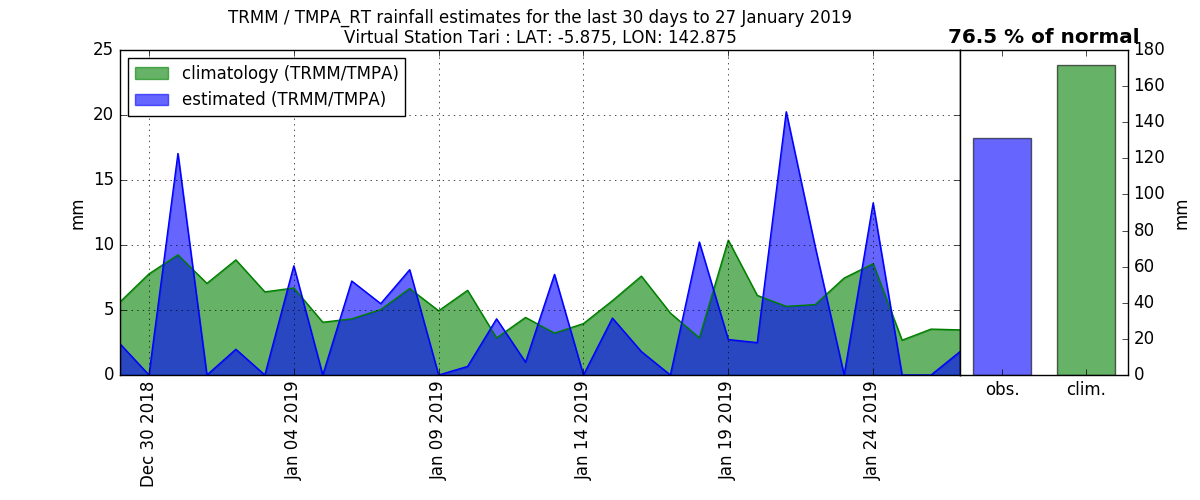 TRMM / TMPA_RT rainfall estimates for the last 30 days to 27 January 2019
Virtual Station Tari : LAT: -5.875, LON: 142.875
76.5 % of normal
climatology (TRMM/TMPA)
estimated (TRMM/TMPA)
mm
25
20
15
10
5
0
Dec 30 2018
Jan 04 2019
Jan 09 2019
Jan 14 2019
Jan 19 2019
Jan 24 2019
180
160
140
120
100
80
60
40
20
0
mm
obs.
clim.